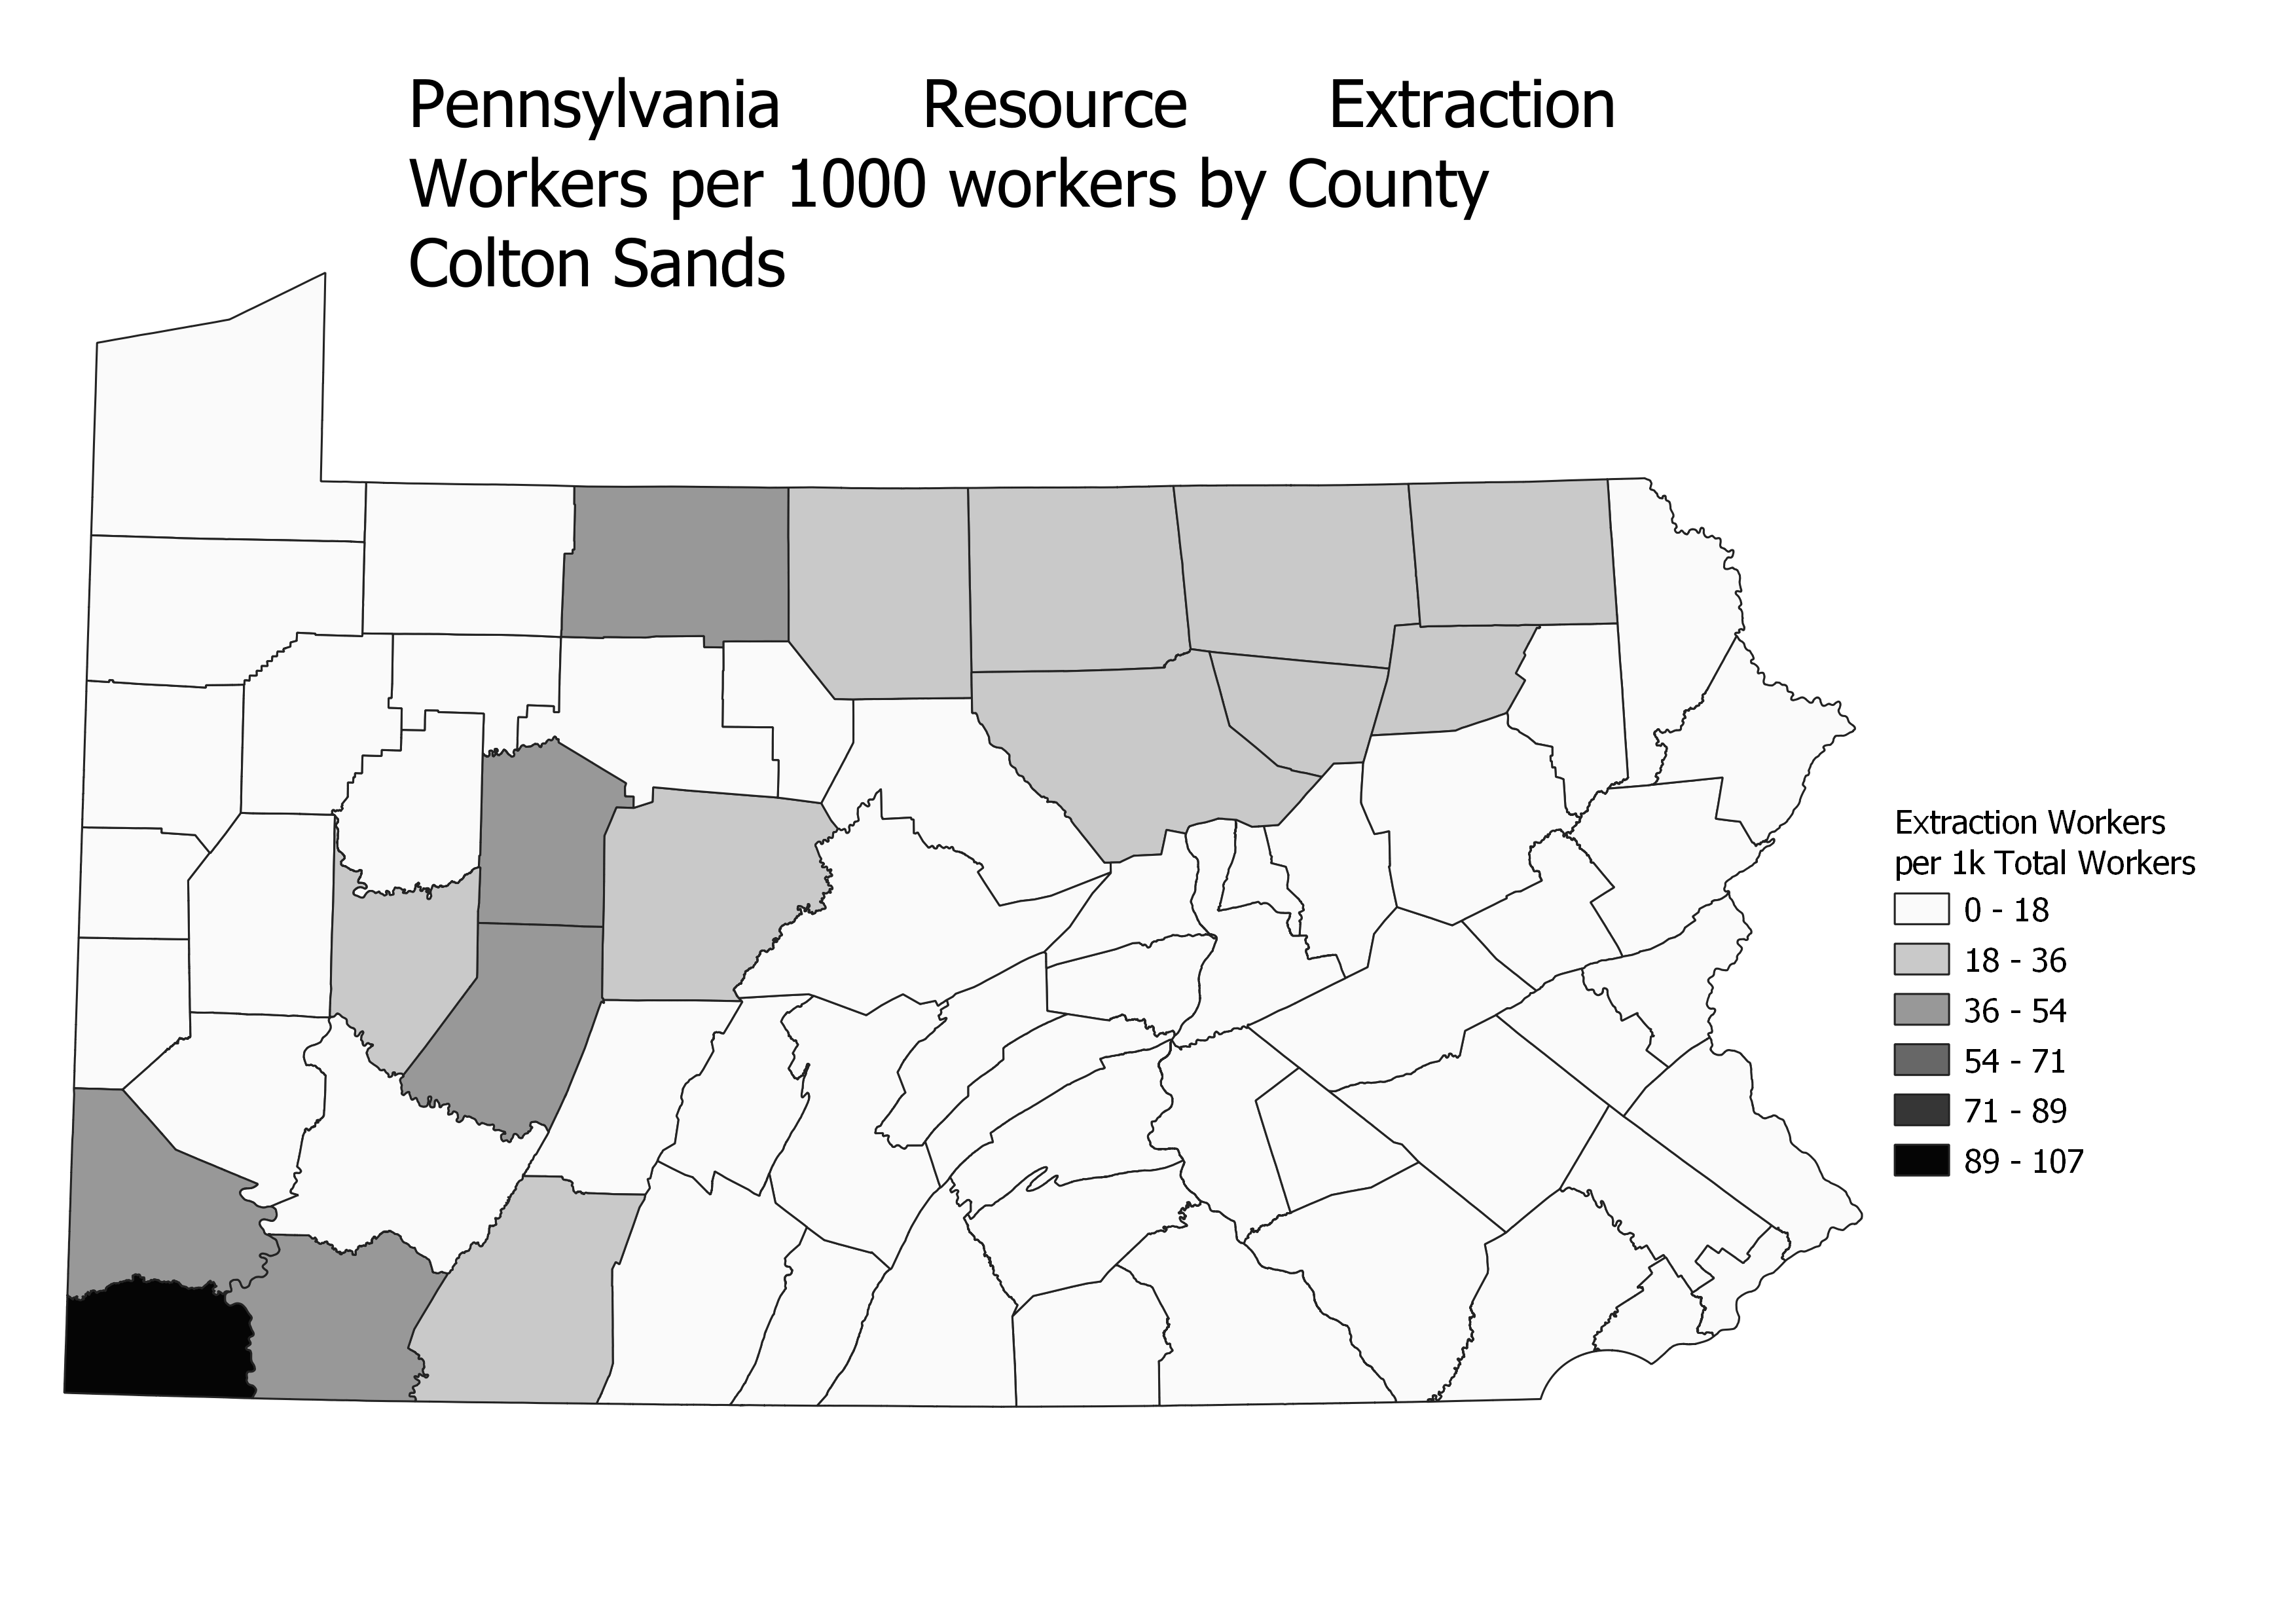 Pennsylvania Resource Extraction
Workers per 1000 workers by County
Colton Sands
Extraction Workers
per 1k Total Workers
0 - 18
18 - 36
36 - 54
54 - 71
71 - 89
89 - 107